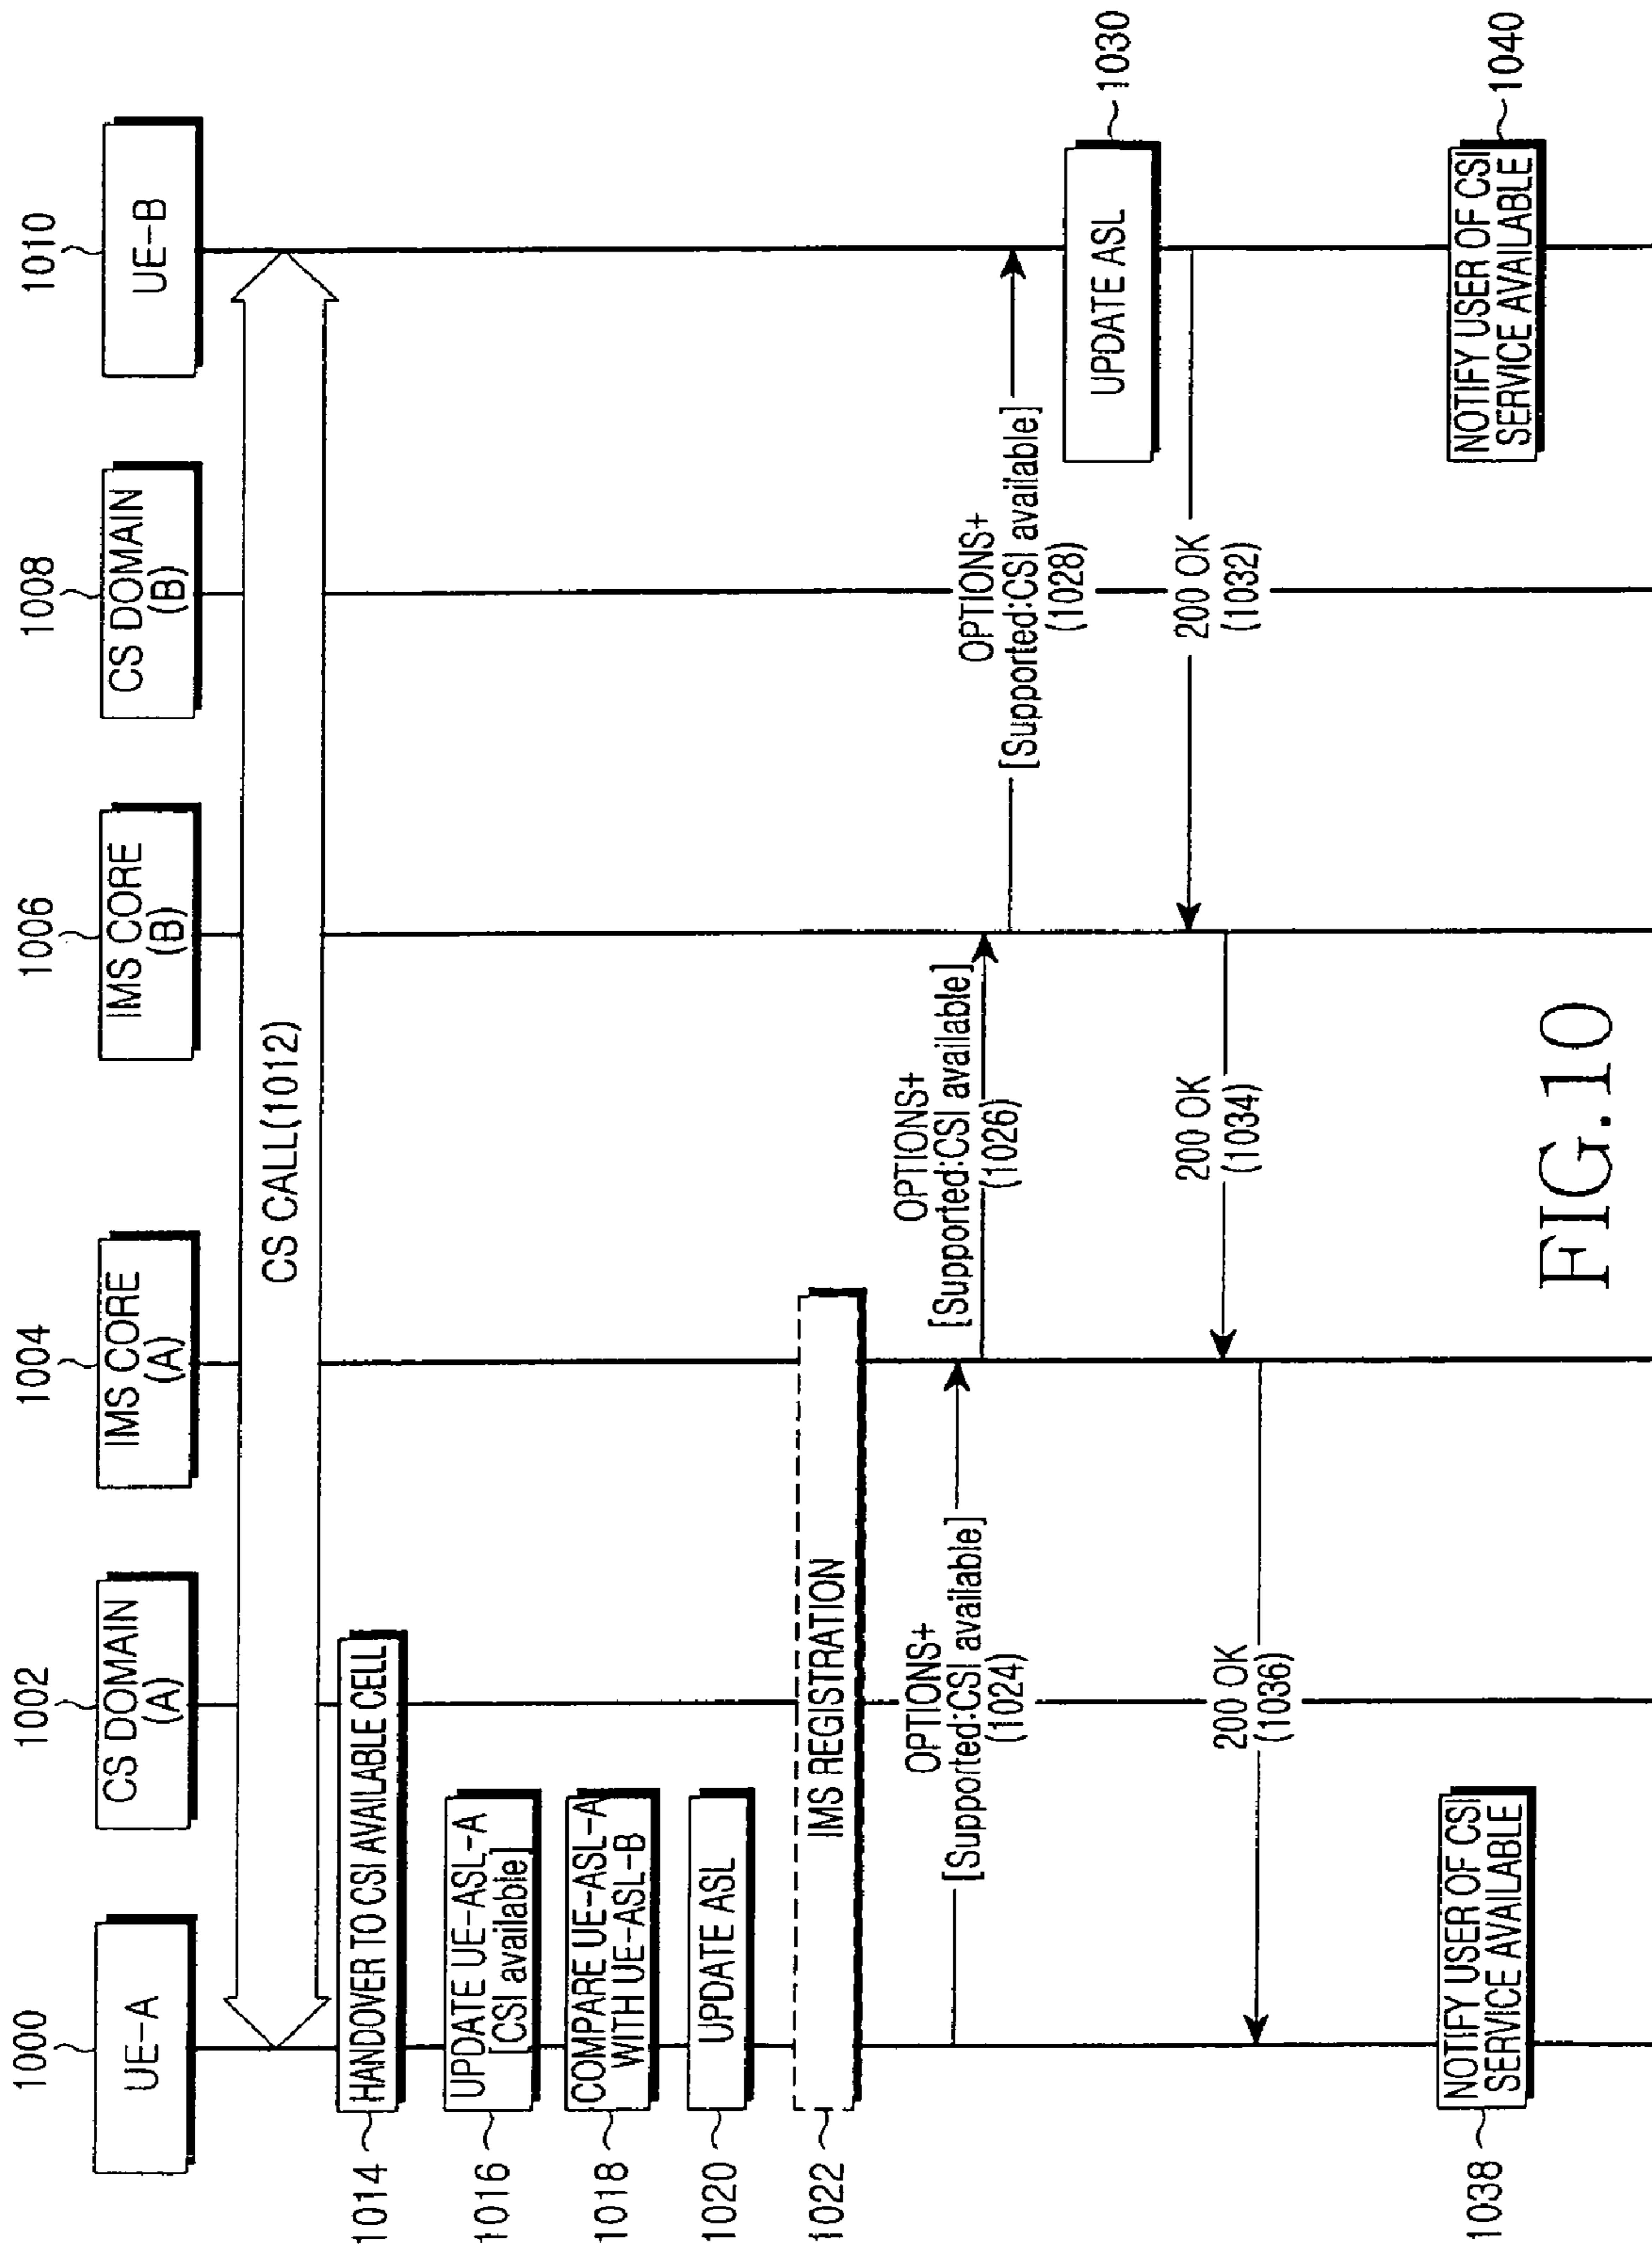 1000
1002
1004
1006
1008
1010
UE-A
CS DOMAIN
(A)
IMS CORE
(A)
IMS CORE
(B)
CS DOMAIN
(B)
UE-B
CS CALL(1012)
1014
HANDOVER TO CSI AVAILABLE CELL
1016
UPDATE UE-ASL-A
[CSI available]
1018
COMPARE UE-ASL-A
WITH UE-ASL-B
1020
UPDATE ASL
1022
IMS REGISTRATION
OPTIONS+
[Supported:CSI available]
(1024)
OPTIONS+
[Supported:CSI available]
(1026)
OPTIONS+
[Supported:CSI available]
(1028)
UPDATE ASL
1030
200 OK
(1032)
200 OK
(1034)
200 OK
(1036)
1038
NOTIFY USER OF CSI
SERVICE AVAILABLE
NOTIFY USER OF CSI
SERVICE AVAILABLE
1040
FIG.10